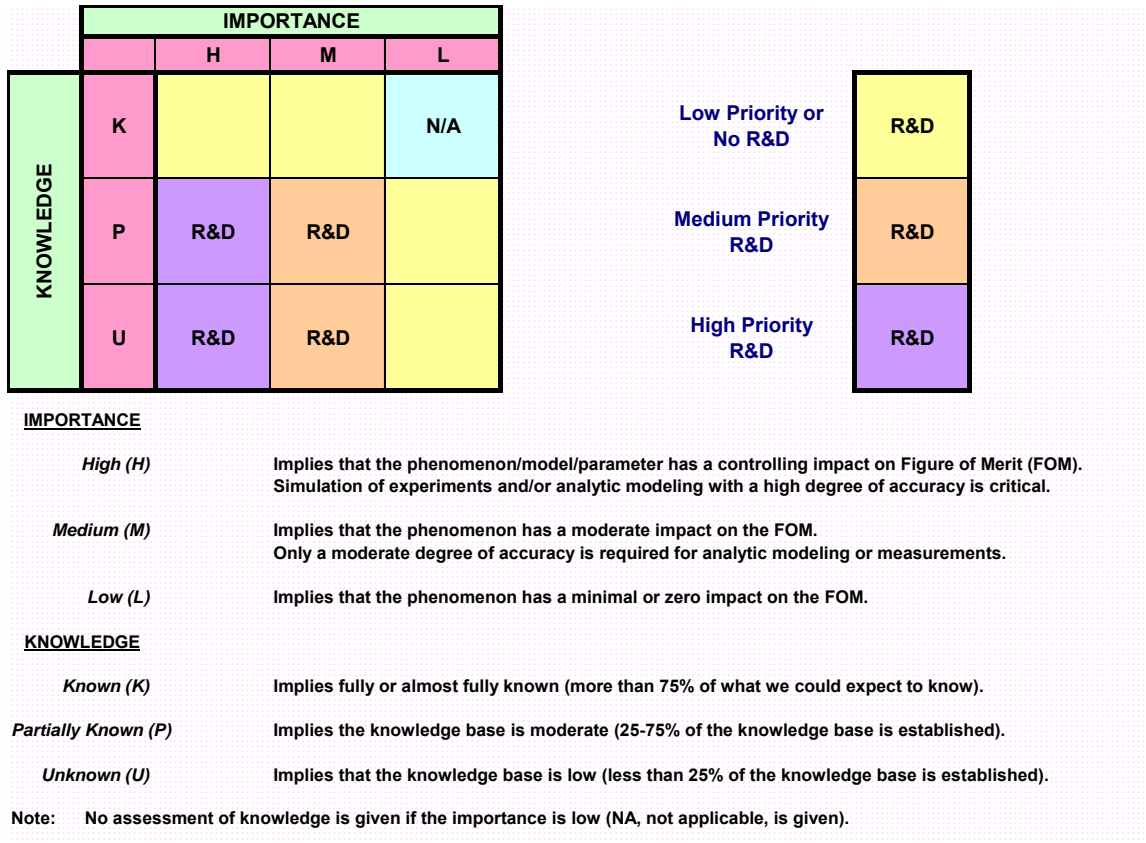 IMPORTANCE
H M L
KNOWLEDGE
K N/A
P R&D R&D
U R&D R&D
Low Priority or
No R&D
R&D
Medium Priority
R&D
R&D
High Priority
R&D
R&D
IMPORTANCE
High (H) Implies that the phenomenon/model/parameter has a controlling impact on Figure of Merit (FOM).
Simulation of experiments and/or analytic modeling with a high degree of accuracy is critical.
Medium (M) Implies that the phenomenon has a moderate impact on the FOM.
Only a moderate degree of accuracy is required for analytic modeling or measurements.
Low (L) Implies that the phenomenon has a minimal or zero impact on the FOM.
KNOWLEDGE
Known (K) Implies fully or almost fully known (more than 75% of what we could expect to know).
Partially Known (P) Implies the knowledge base is moderate (25-75% of the knowledge base is established).
Unknown (U) Implies that the knowledge base is low (less than 25% of the knowledge base is established).
Note: No assessment of knowledge is given if the importance is low (NA, not applicable, is given).